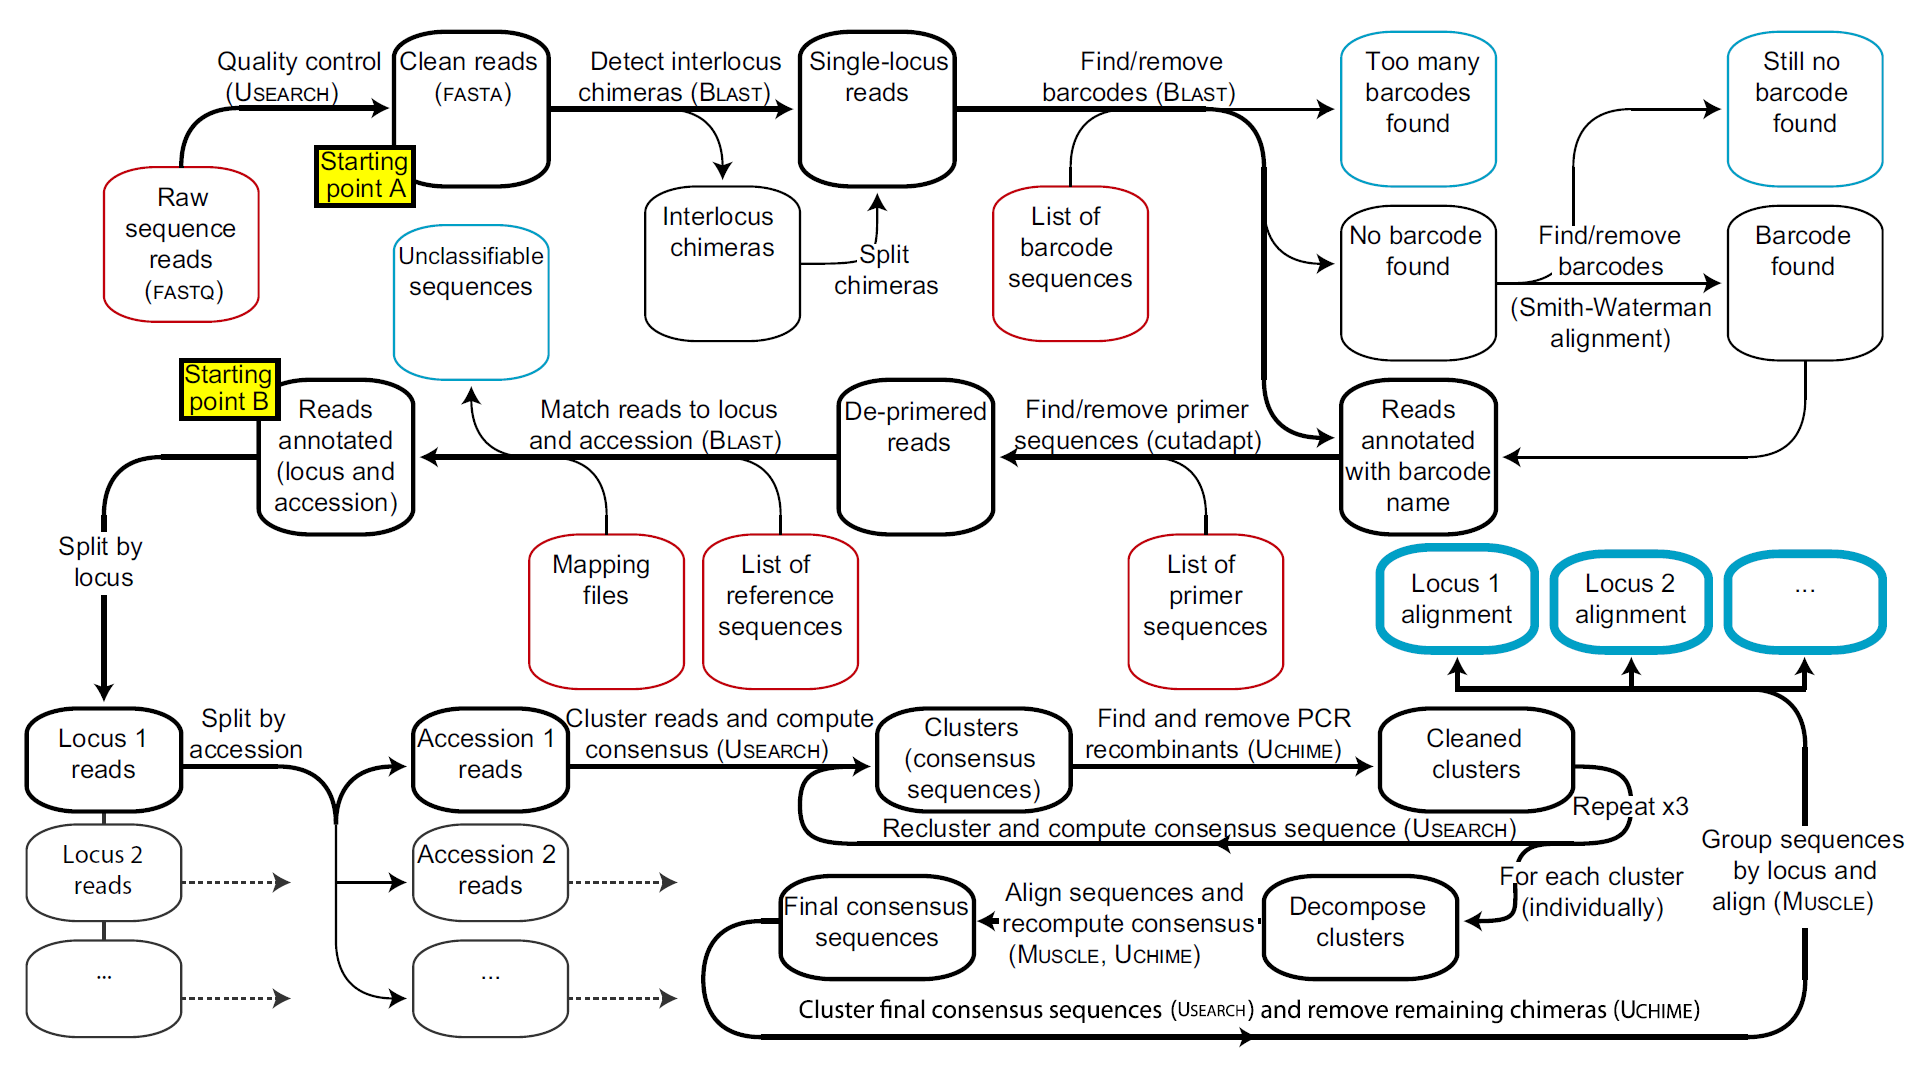 Quality control
(USEARCH)
Clean reads
(FASTA)
Detect interlocus
chimeras (BLAST)
Single-locus
reads
Find/remove
barcodes (BLAST)
Too many
barcodes
found
Still no
barcode
found
Starting
point A
Raw
sequence
reads
(FASTQ)
Unclassifiable
sequences
Interlocus
chimeras
Split
chimeras
List of
barcode
sequences
No barcode
found
Find/remove
barcodes
(Smith-Waterman
alignment)
Barcode
found
Starting
point B
Reads
annotated
(locus and
accession)
Match reads to locus
and accession (BLAST)
De-primered
reads
Find/remove primer
sequences (cutadapt)
Reads
annotated
with barcode
name
Split by
locus
Mapping
files
List of
reference
sequences
List of
primer
sequences
Locus 1
alignment
Locus 2
alignment
...
Locus 1
reads
Split by
accession
Accession 1
reads
Cluster reads and compute
consensus (USEARCH)
Clusters
(consensus
sequences)
Find and remove PCR
recombinants (UCHIME)
Cleaned
clusters
Repeat x3
Recluster and compute consensus sequence (USEARCH)
Group sequences
by locus and
align (MUSCLE)
Locus 2
reads
Accession 2
reads
For each cluster
(individually)
Final consensus
sequences
Align sequences and
recompute consensus
(MUSCLE, UCHIME)
Decompose
clusters
...
...
Cluster final consensus sequences (USEARCH) and remove remaining chimeras (UCHIME)